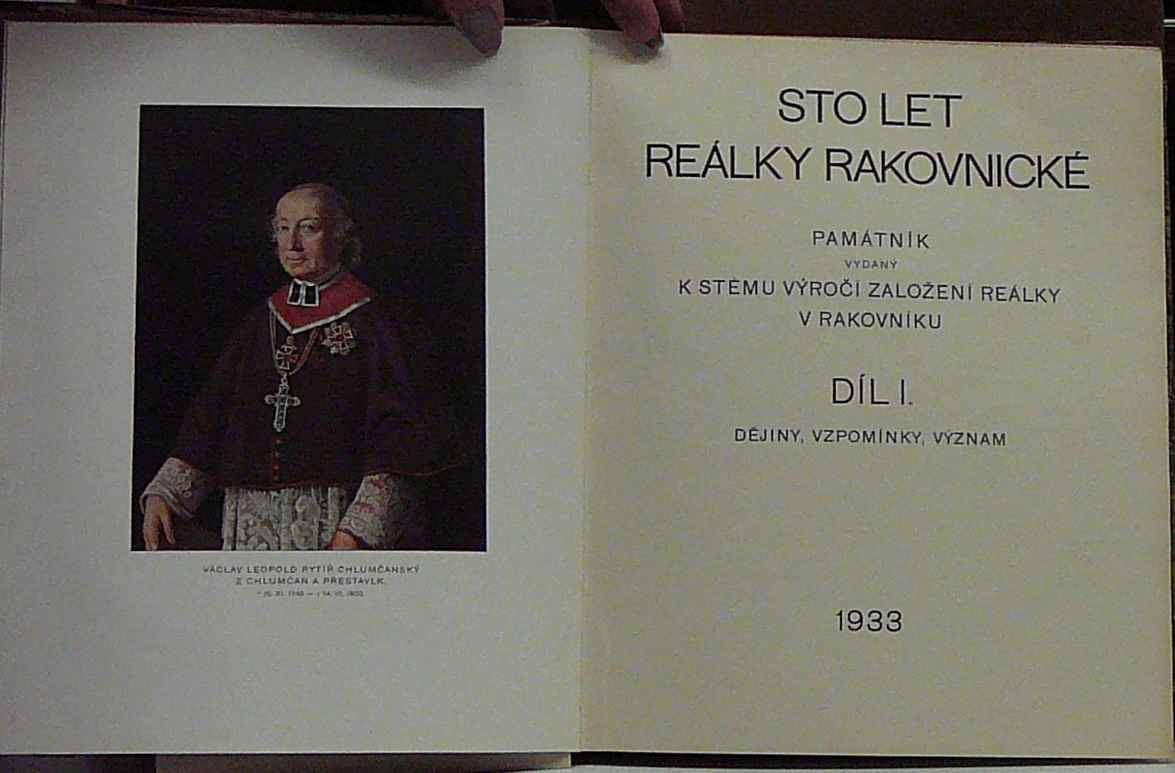 VÁCLAV LEOPOLD RYTÍŘ CHLUMČANSKÝ
Z CHLUMČAN A PŘESTAVLK.
STO LET
REÁLKY RAKOVNICKÉ
PAMÁTNÍK
VYDANÝ
K STÉMU VÝROČÍ ZALOŽENÍ REÁLKY
V RAKOVNÍKU
DÍL I.
DĚJINY, VZPOMÍNKY, VÝZNAM
1933